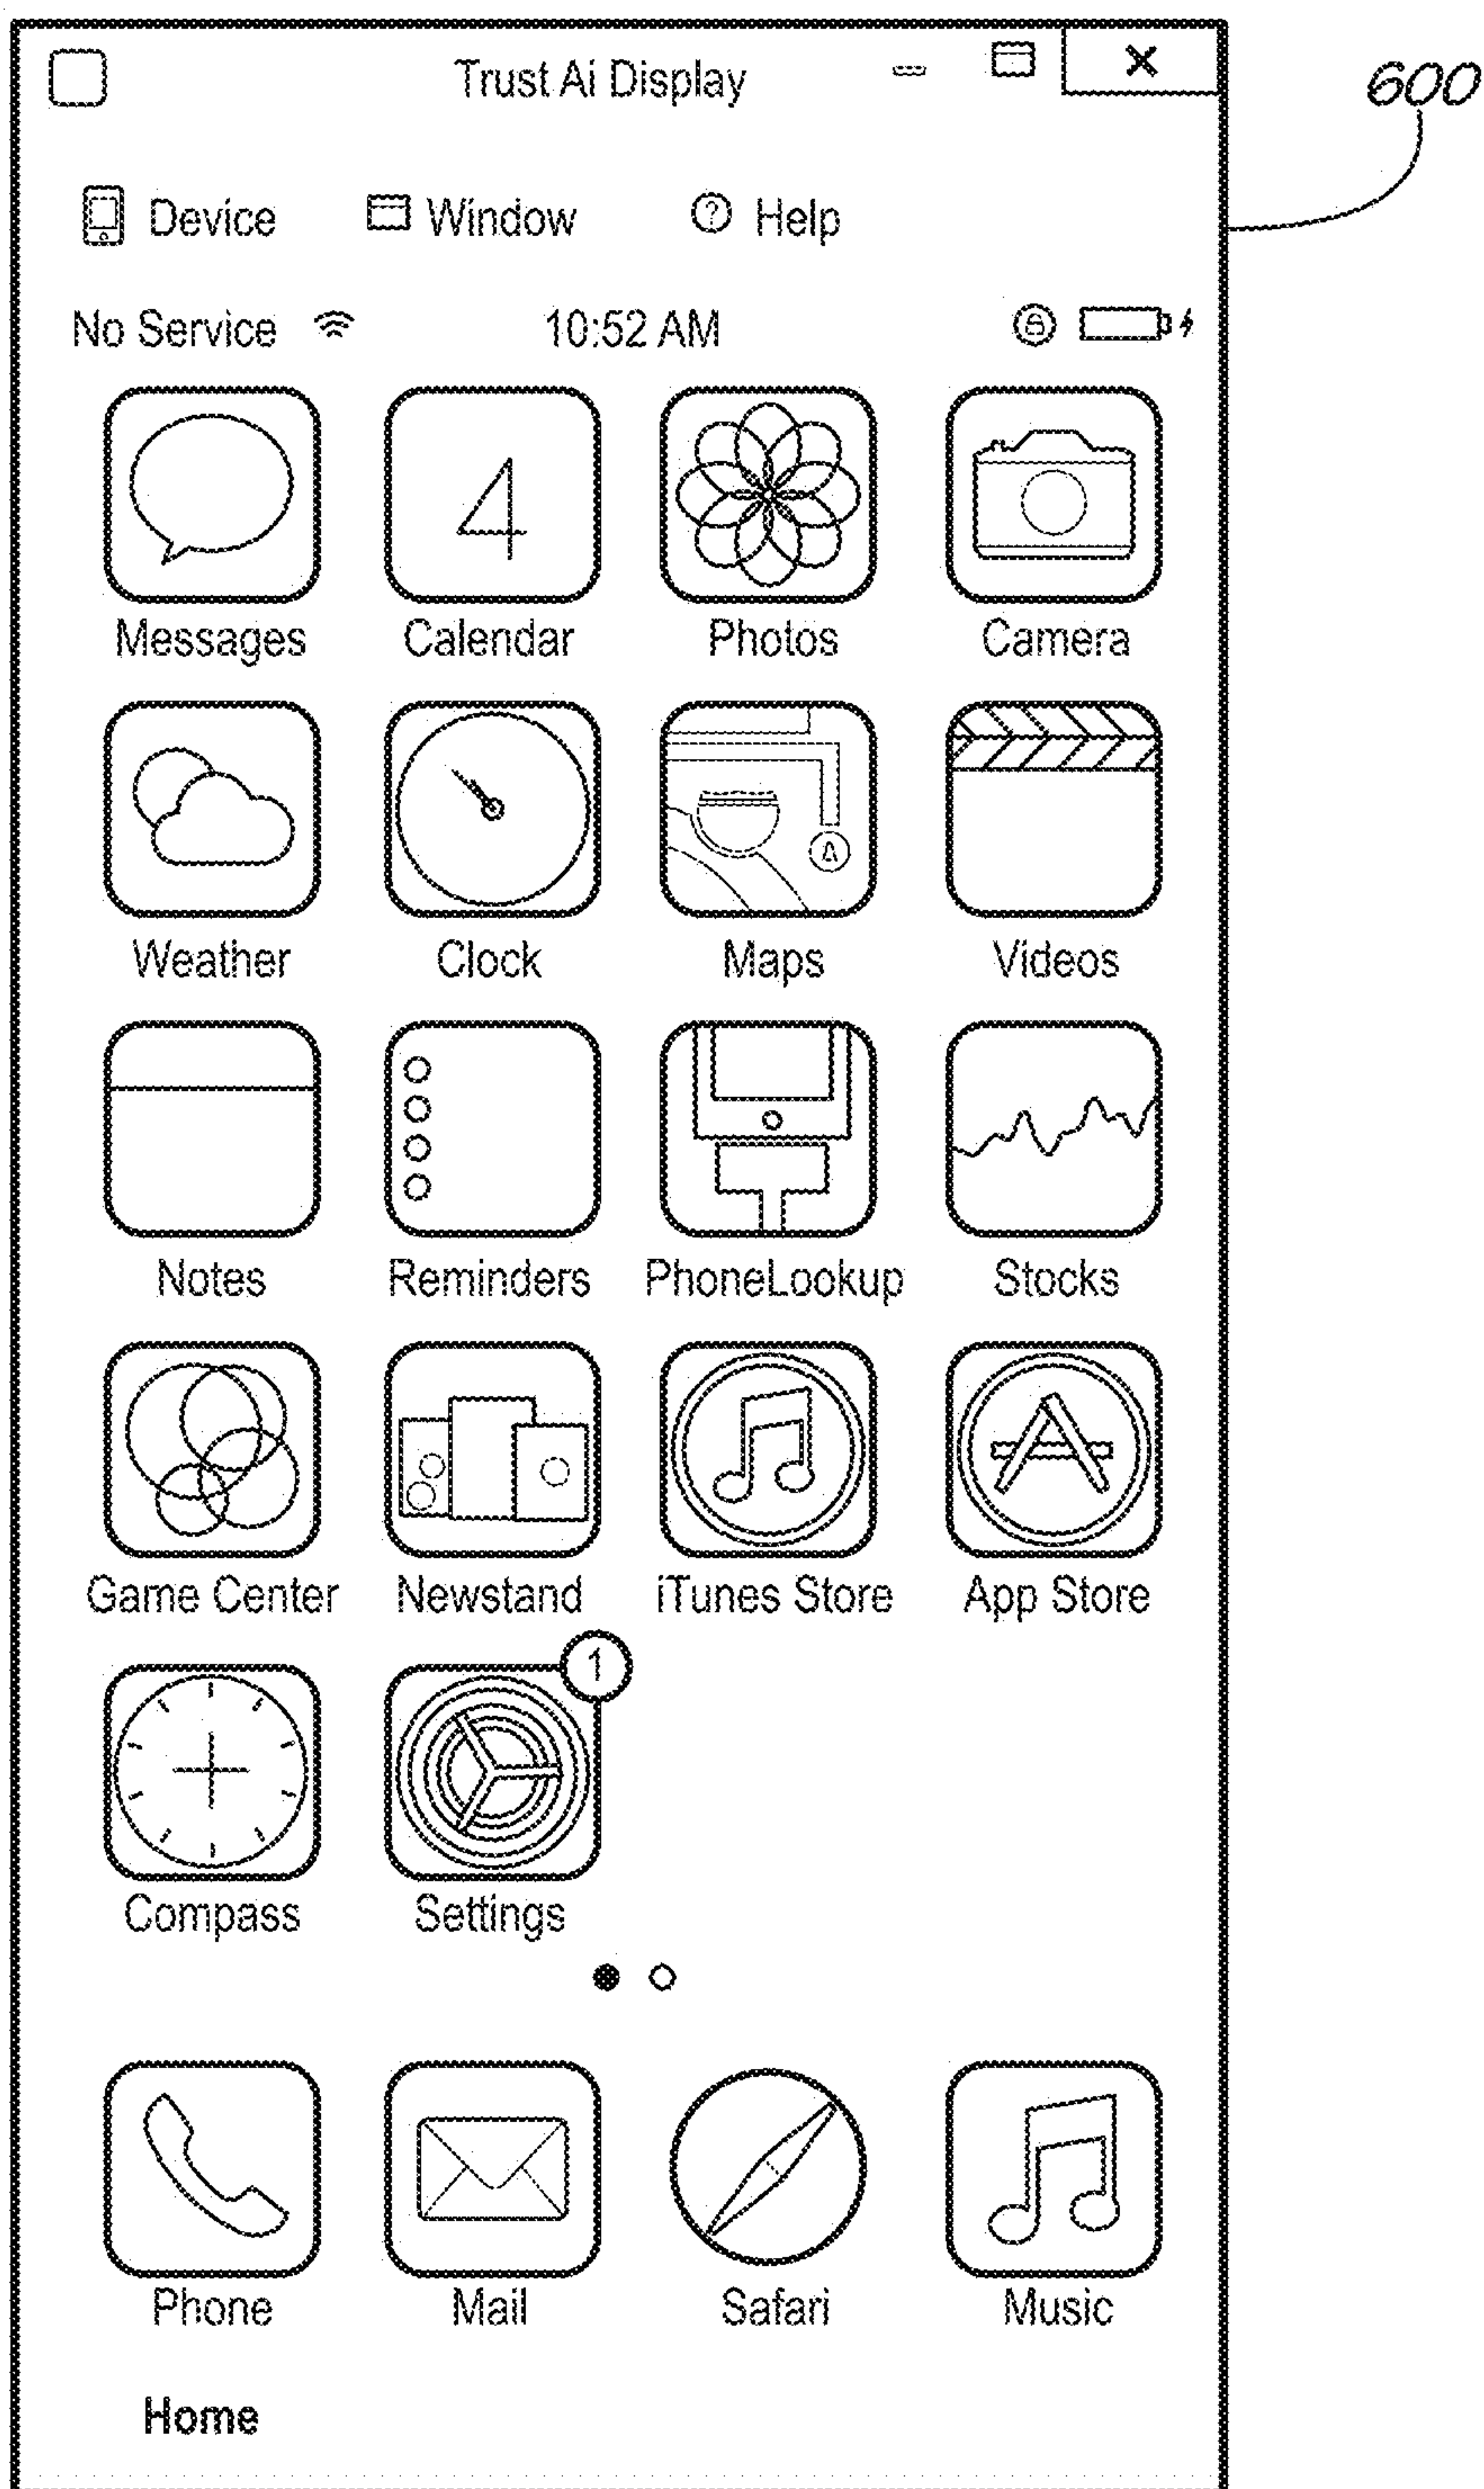 Trust Ai Display
600
Device Window Help
No Service 10:52 AM
4
Messages Calendar Photos Camera
A
Weather Clock Maps Videos
Notes Reminders PhoneLookup Stocks
Game Center Newstand iTunes Store App Store
1
Compass Settings
Phone Mail Safari Music
Home